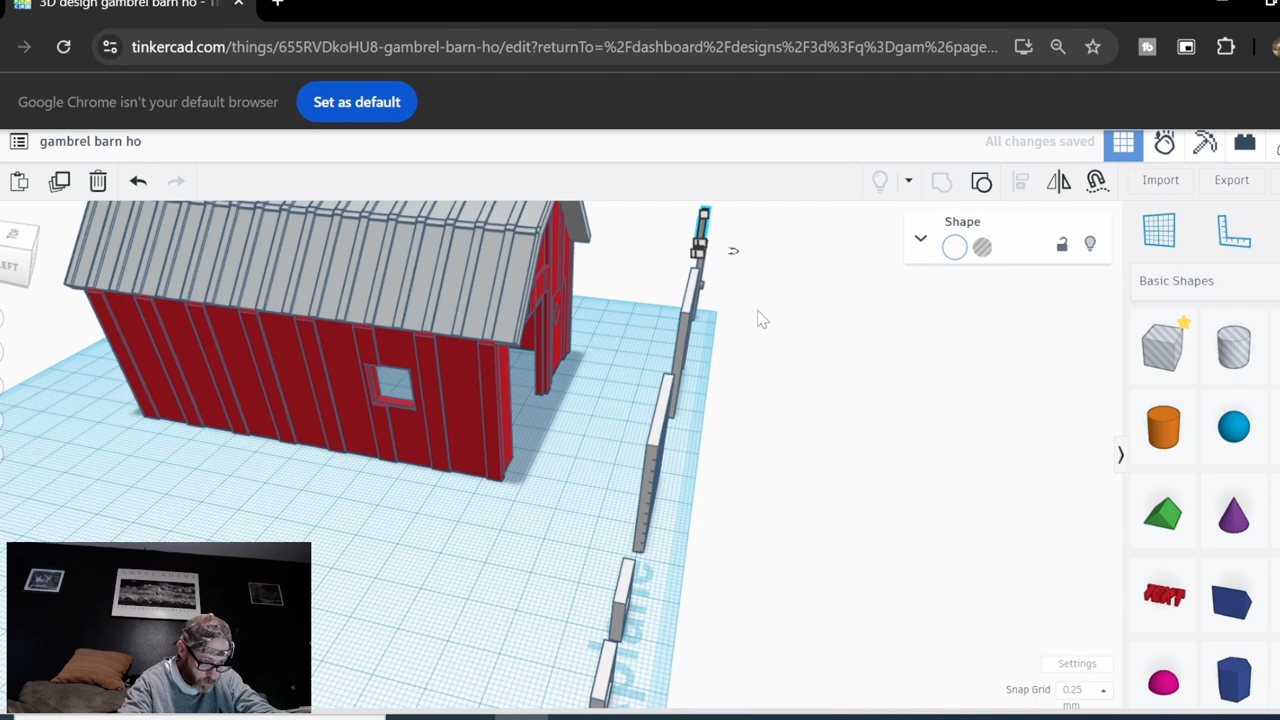 3D design gambrel barn ho - Ti
tinkercad.com/things/655RVDkoHU8-gambrel-barn-ho/edit?returnTo=%2Fdashboard%2Fdesigns%2F3d%3Fq%3Dgam%26page...
Google Chrome isn't your default browser
Set as default
gambrel barn ho
All changes saved
Import
Export
Shape
LEFT
Basic Shapes
TEXT
Settings
Snap Grid
0.25
mm